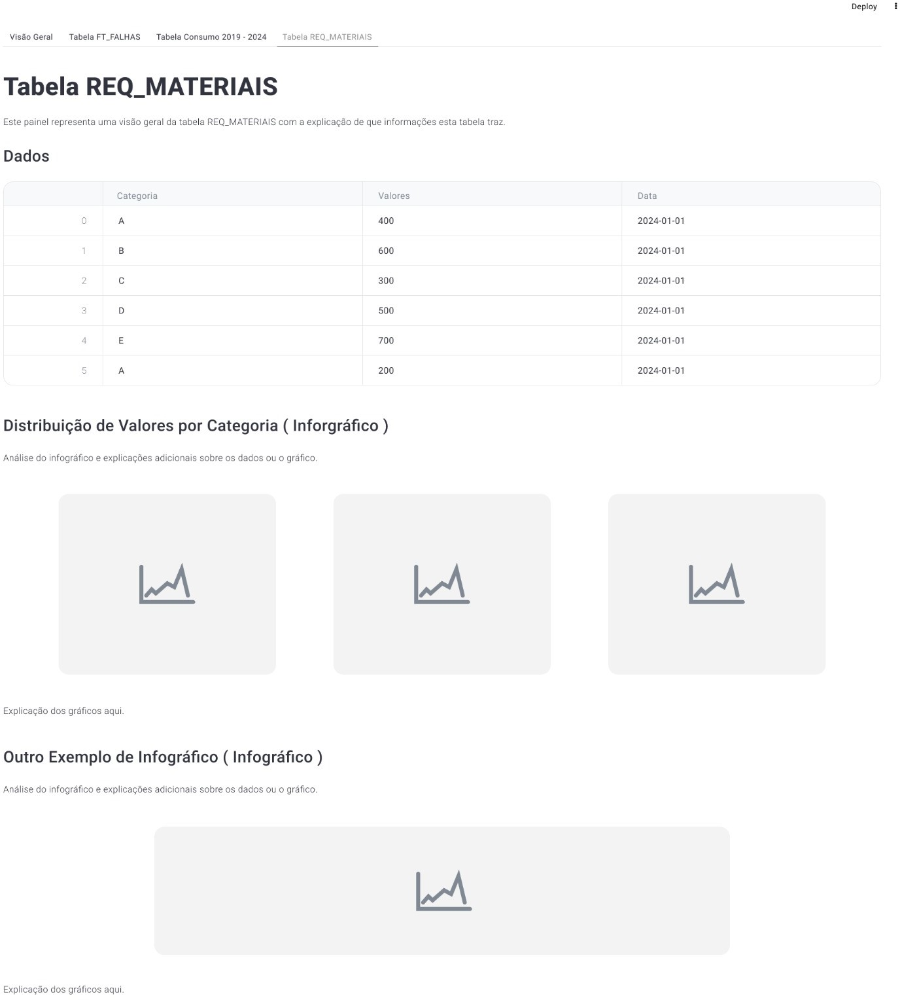 Deploy
Visão Geral Tabela FT_FALHAS Tabela Consumo 2019 - 2024 Tabela REQ_MATERIAIS
Tabela REQ_MATERIAIS
Este painel representa uma visão geral da tabela REQ_MATERIAIS com a explicação de que informações esta tabela traz.
Dados
Categoria Valores Data
0 A 400 2024-01-01
1 B 600 2024-01-01
2 C 300 2024-01-01
3 D 500 2024-01-01
4 E 700 2024-01-01
5 A 200 2024-01-01
Distribuição de Valores por Categoria ( Inforgráfico )
Análise do infográfico e explicações adicionais sobre os dados ou o gráfico.
Explicação dos gráficos aqui.
Outro Exemplo de Infográfico ( Infográfico )
Análise do infográfico e explicações adicionais sobre os dados ou o gráfico.
Explicação dos gráficos aqui.